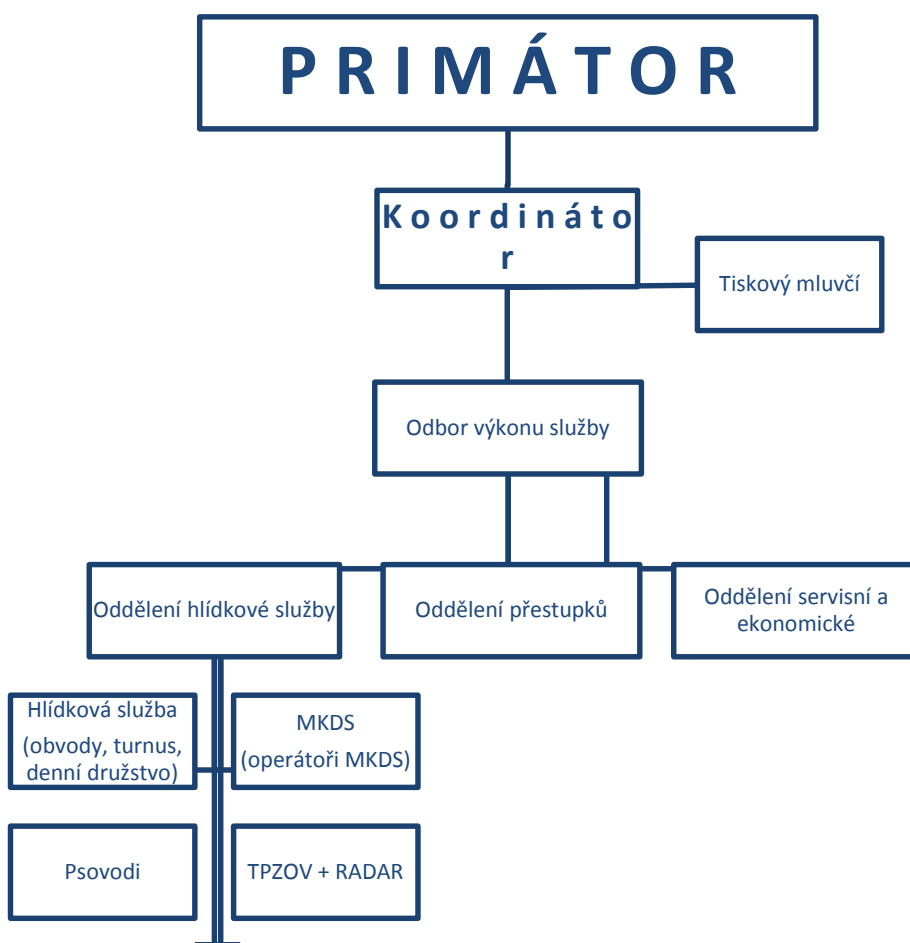 P R I M Á T O R
K o o r d i n á t o
r
Tiskový mluvčí
Odbor výkonu služby
Oddělení hlídkové služby
Oddělení přestupků
Oddělení servisní a
ekonomické
Hlídková služba
(obvody, turnus,
denní družstvo)
MKDS
(operátoři MKDS)
Psovodi
TPZOV + RADAR